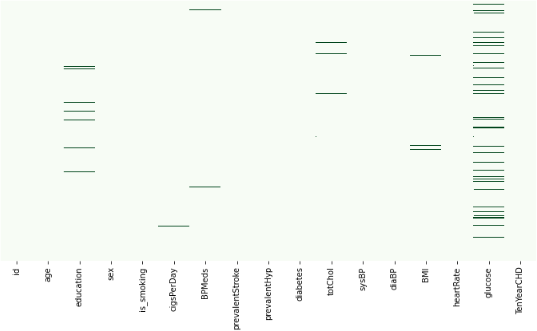 id
age
education
sex
is_smoking
cigsPerDay
BPMeds
prevalentStroke
prevalentHyp
diabetes
totChol
sysBP
diaBP
BMI
heartRate
glucose
TenYearCHD